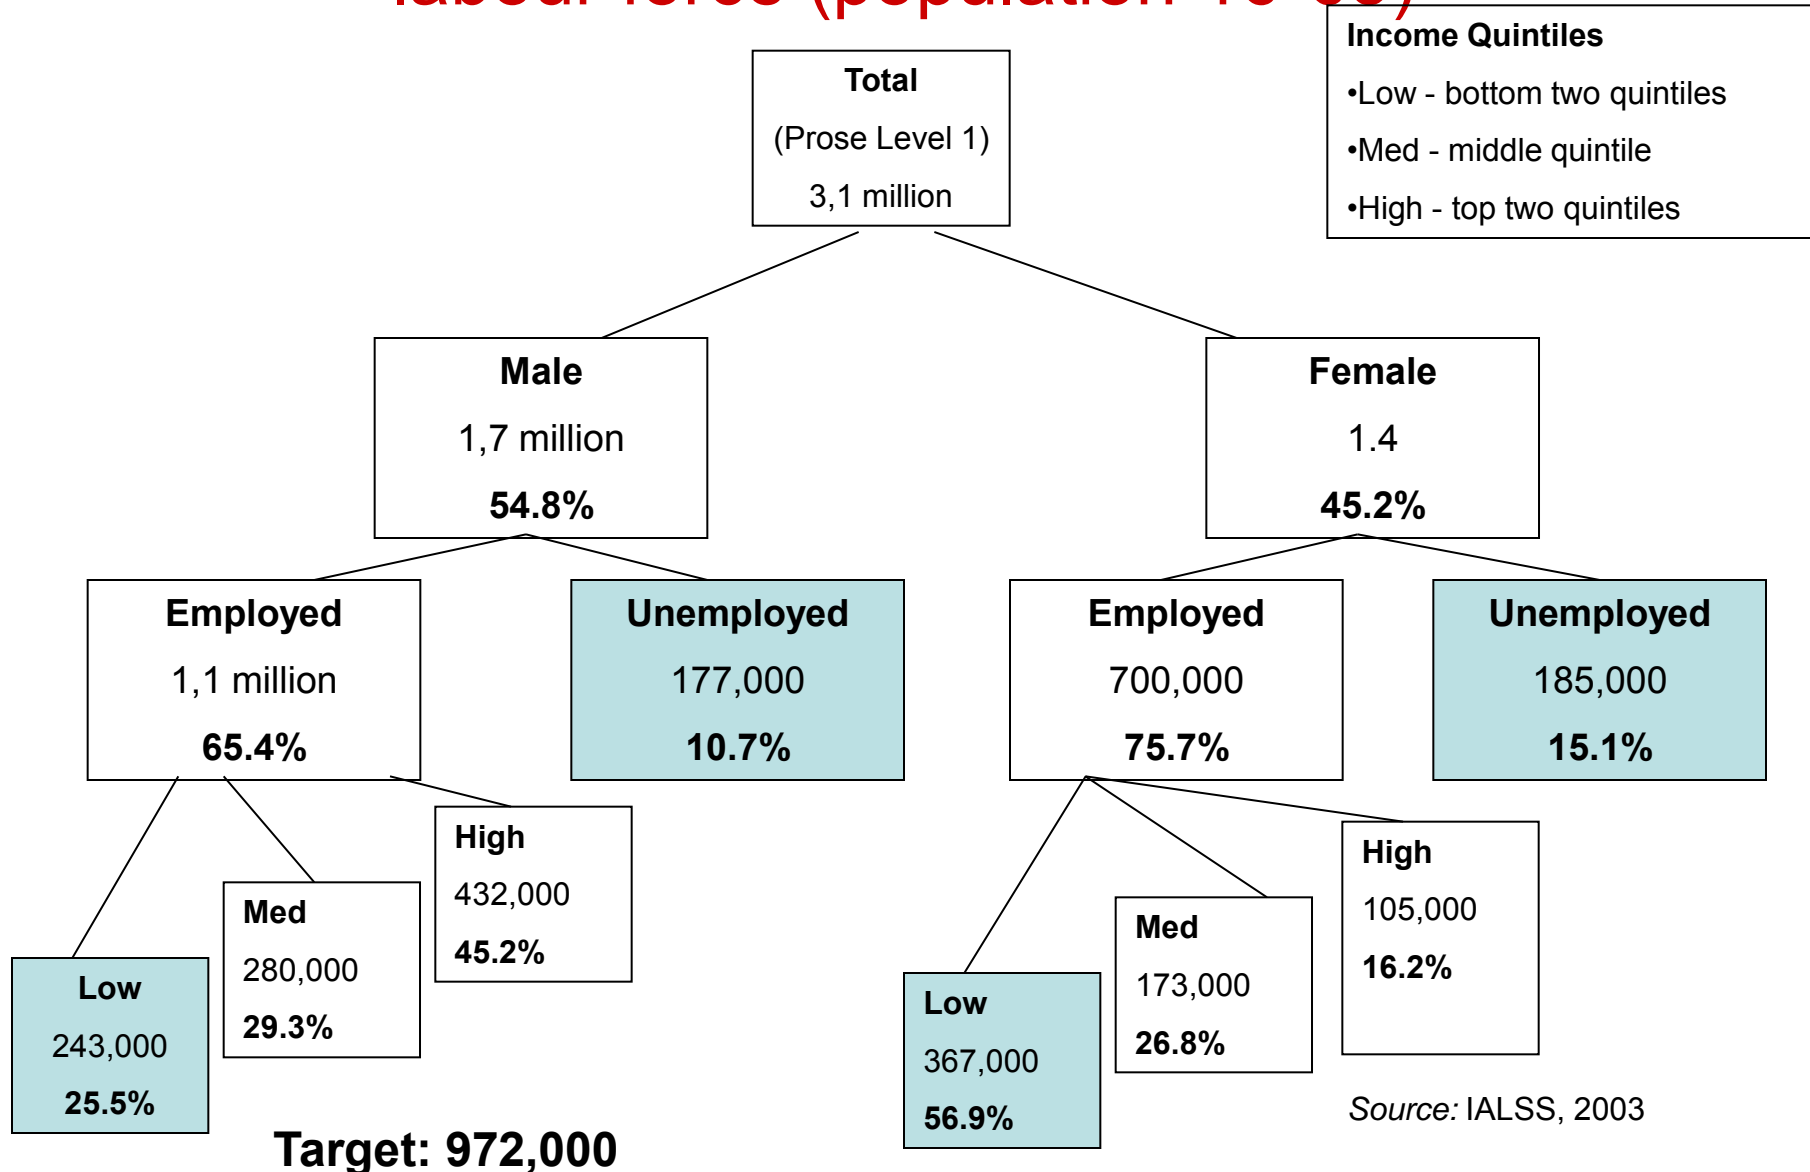 labour force (population
Income Quintiles
•Low - bottom two quintiles
•Med - middle quintile
•High - top two quintiles
Total
(Prose Level 1)
3,1 million
Male
1,7 million
54.8%
Female
1.4
45.2%
Employed
1,1 million
65.4%
Unemployed
177,000
10.7%
Employed
700,000
75.7%
Unemployed
185,000
15.1%
High
432,000
45.2%
Med
280,000
29.3%
Low
243,000
25.5%
High
105,000
16.2%
Med
173,000
26.8%
Low
367,000
56.9%
Source: IALSS, 2003
Target: 972,000